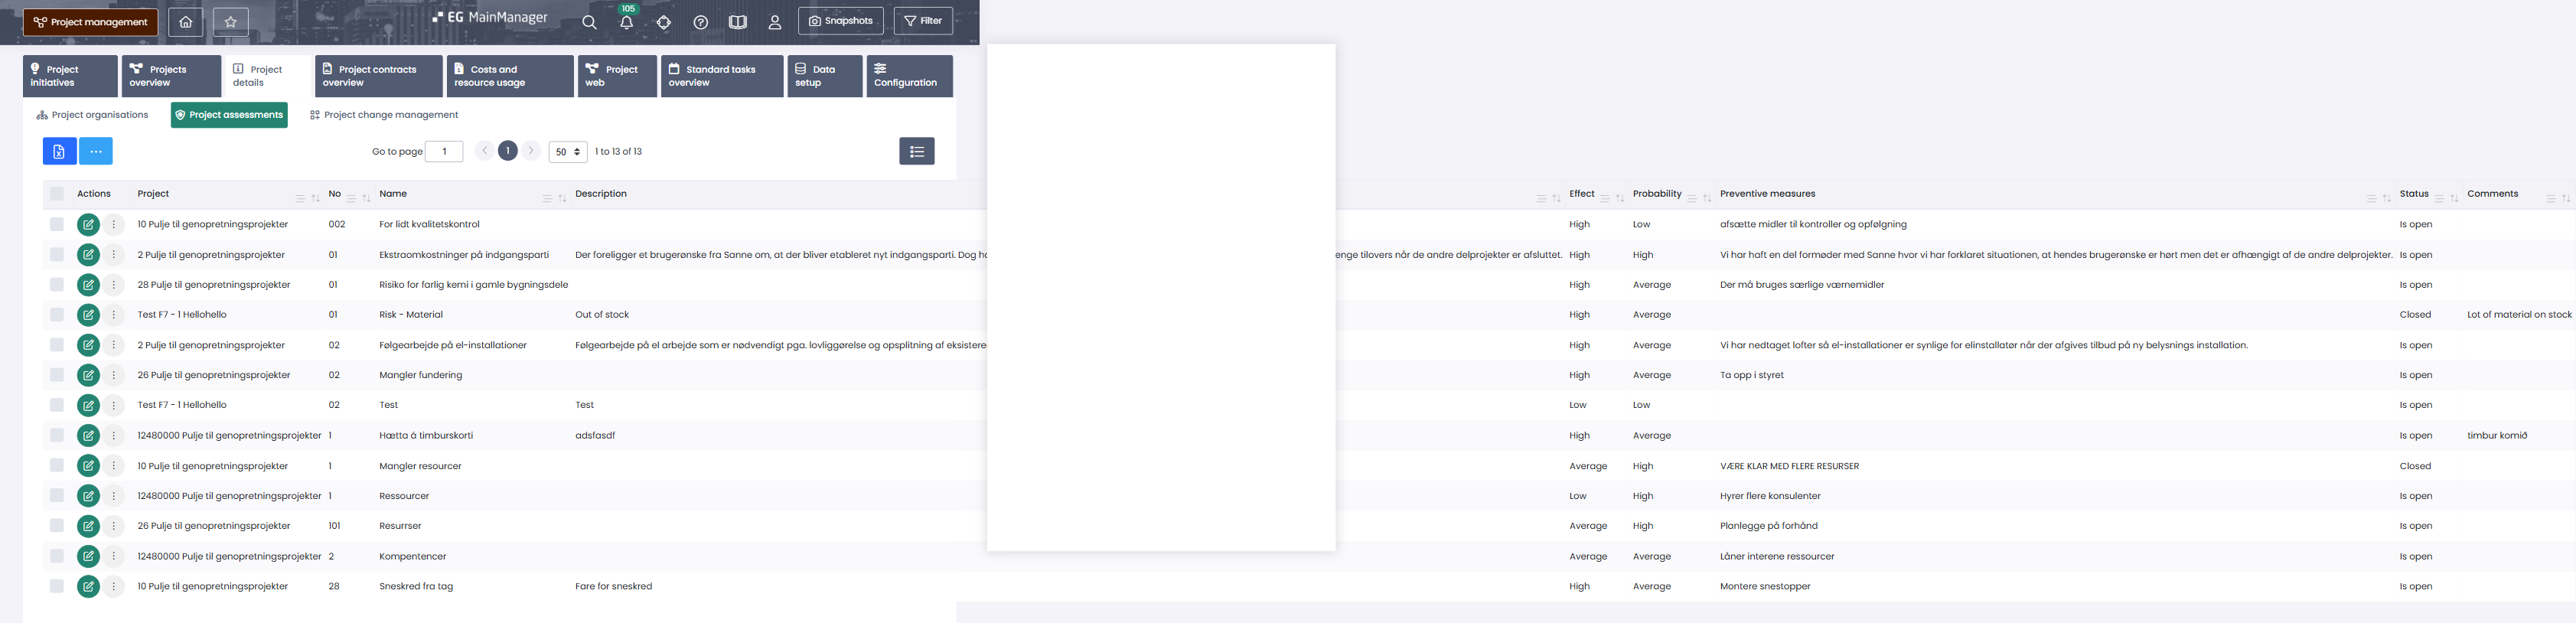 Project management
EG MainManager
105
Snapshots
Filter
Project initiatives
Projects overview
Project details
Project contracts overview
Costs and resource usage
Project web
Standard tasks overview
Data setup
Configuration
Project organisations Project assessments Project change management
Go to page 1 1 50 1 to 13 of 13
Actions Project No Name Description Effect Probability Preventive measures Status Comments
10 Pulje til genopretningsprojekter 002 For lidt kvalitetskontrol High Low afsætte midler til kontroller og opfølgning Is open
2 Pulje til genopretningsprojekter 01 Ekstraomkostninger på indgangsparti Der foreligger et brugerønske fra Sanne om, at der bliver etableret nyt indgangsparti. Dog enge tilovers når de andre delprojekter er afsluttet. High High Vi har haft en del formøder med Sanne hvor vi har forklaret situationen, at hendes brugerønske er hørt men det er afhængigt af de andre delprojekter. Is open
28 Pulje til genopretningsprojekter 01 Risiko for farlig kemi i gamle bygningsdele High Average Der må bruges særlige værnemidler Is open
Test F7 - 1 Hellohello 01 Risk - Material Out of stock High Average Closed Lot of material on stock
2 Pulje til genopretningsprojekter 02 Følgearbejde på el-installationer Følgearbejde på el arbejde som er nødvendigt pga. lovliggørelse og opsplitning af eksistere High Average Vi har nedtaget lofter så el-installationer er synlige for elinstallatør når der afgives tilbud på ny belysnings installation. Is open
26 Pulje til genopretningsprojekter 02 Mangler fundering High Average Ta opp i styret Is open
Test F7 - 1 Hellohello 02 Test Test Low Low Is open
12480000 Pulje til genopretningsprojekter 1 Hætta á timburskorti adsfasdf High Average Is open timbur komið
10 Pulje til genopretningsprojekter 1 Mangler resourcer Average High VÆRE KLAR MED FLERE RESURSER Closed
12480000 Pulje til genopretningsprojekter 1 Ressourcer Low High Hyrer flere konsulenter Is open
26 Pulje til genopretningsprojekter 101 Resurrser Average High Planlegge på forhånd Is open
12480000 Pulje til genopretningsprojekter 2 Kompentencer Average Average Låner interene ressourcer Is open
10 Pulje til genopretningsprojekter 28 Sneskred fra tag Fare for sneskred High Average Montere snestopper Is open